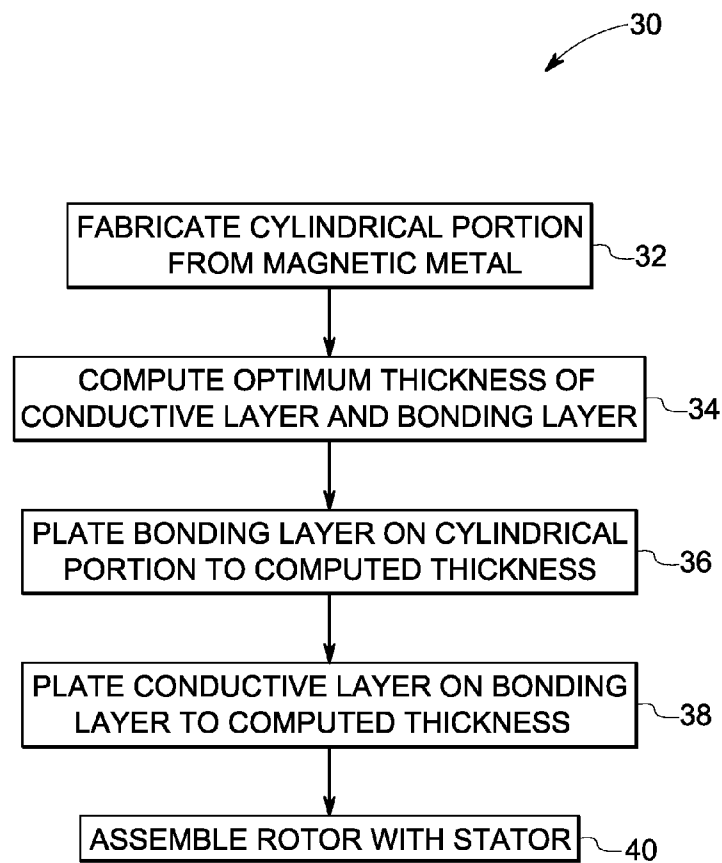 30
FABRICATE CYLINDRICAL PORTION
FROM MAGNETIC METAL
32
COMPUTE OPTIMUM THICKNESS OF
CONDUCTIVE LAYER AND BONDING LAYER
34
PLATE BONDING LAYER ON CYLINDRICAL
PORTION TO COMPUTED THICKNESS
36
PLATE CONDUCTIVE LAYER ON BONDING
LAYER TO COMPUTED THICKNESS
38
ASSEMBLE ROTOR WITH STATOR
40